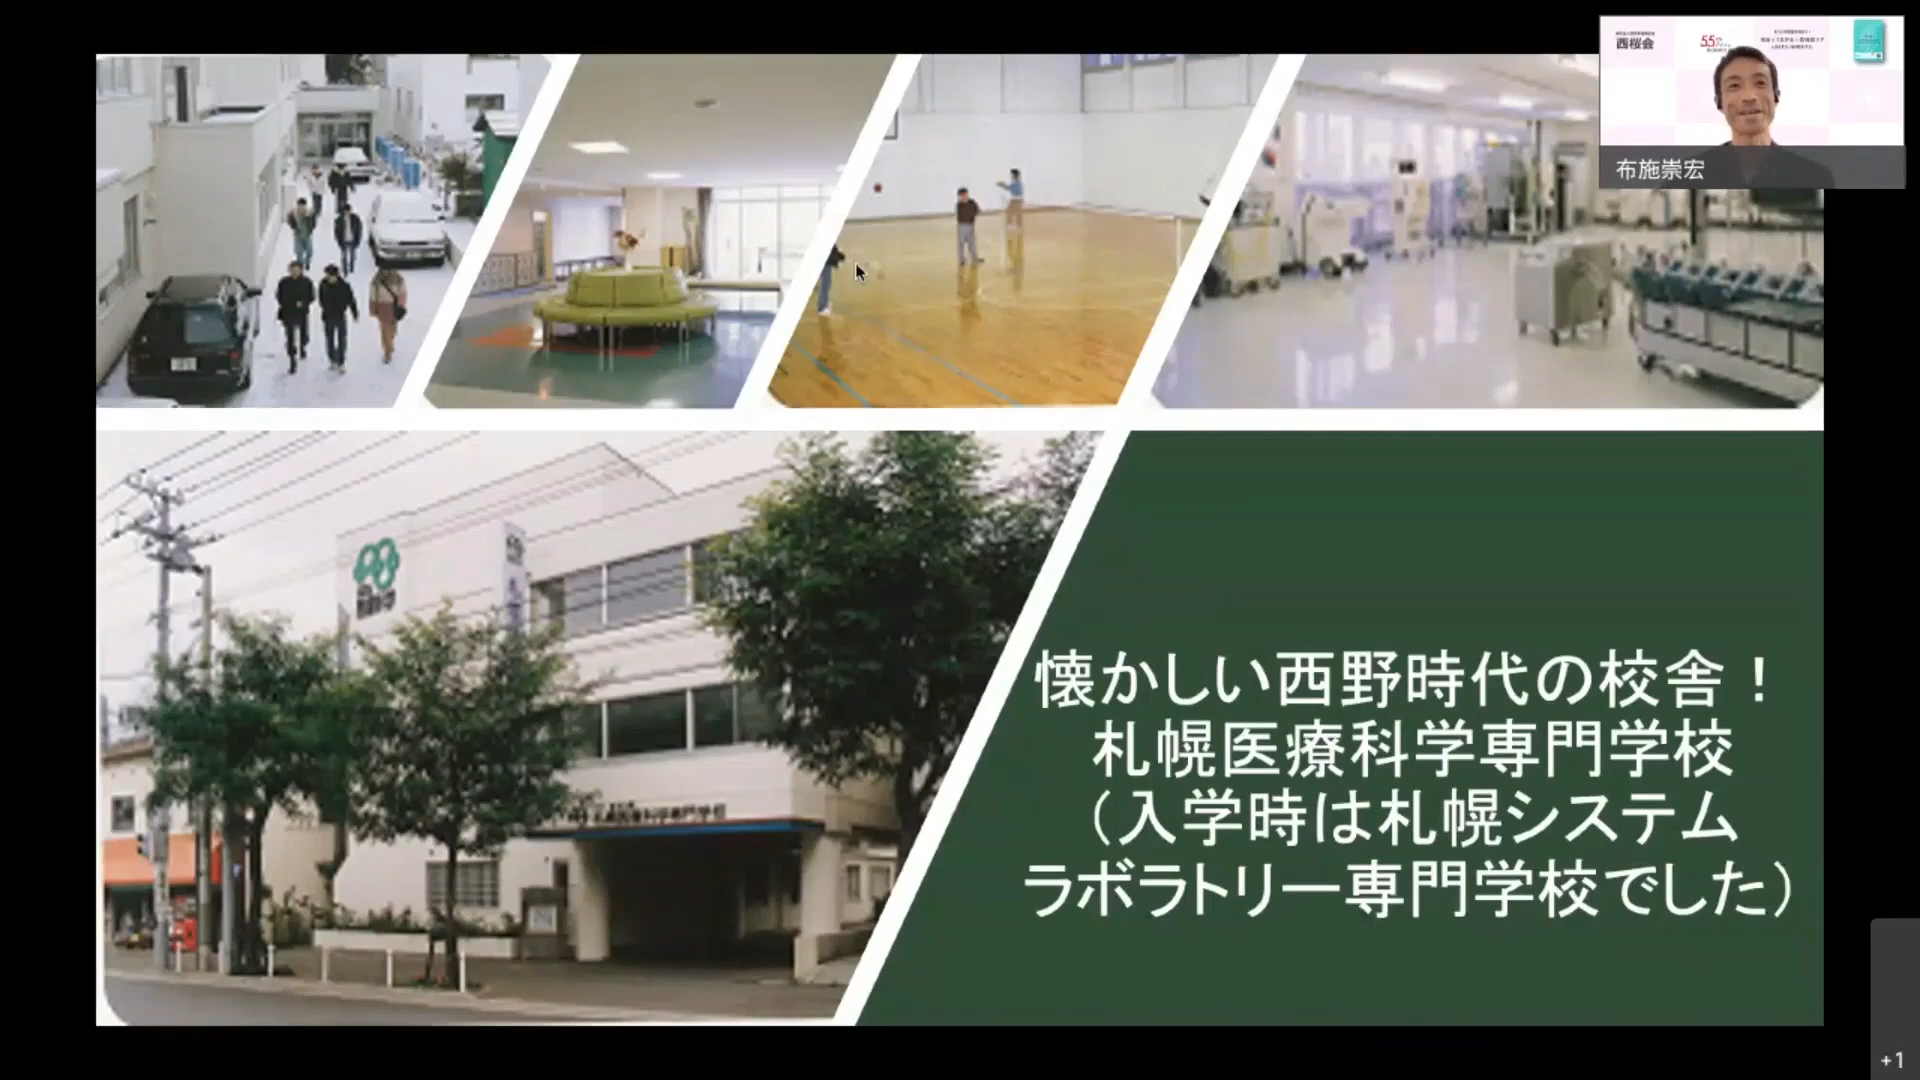 西桜会
55
布施崇宏
懐かしい西野時代の校舎！
札幌医療科学専門学校
（入学時は札幌システム
ラボラトリー専門学校でした）
+1